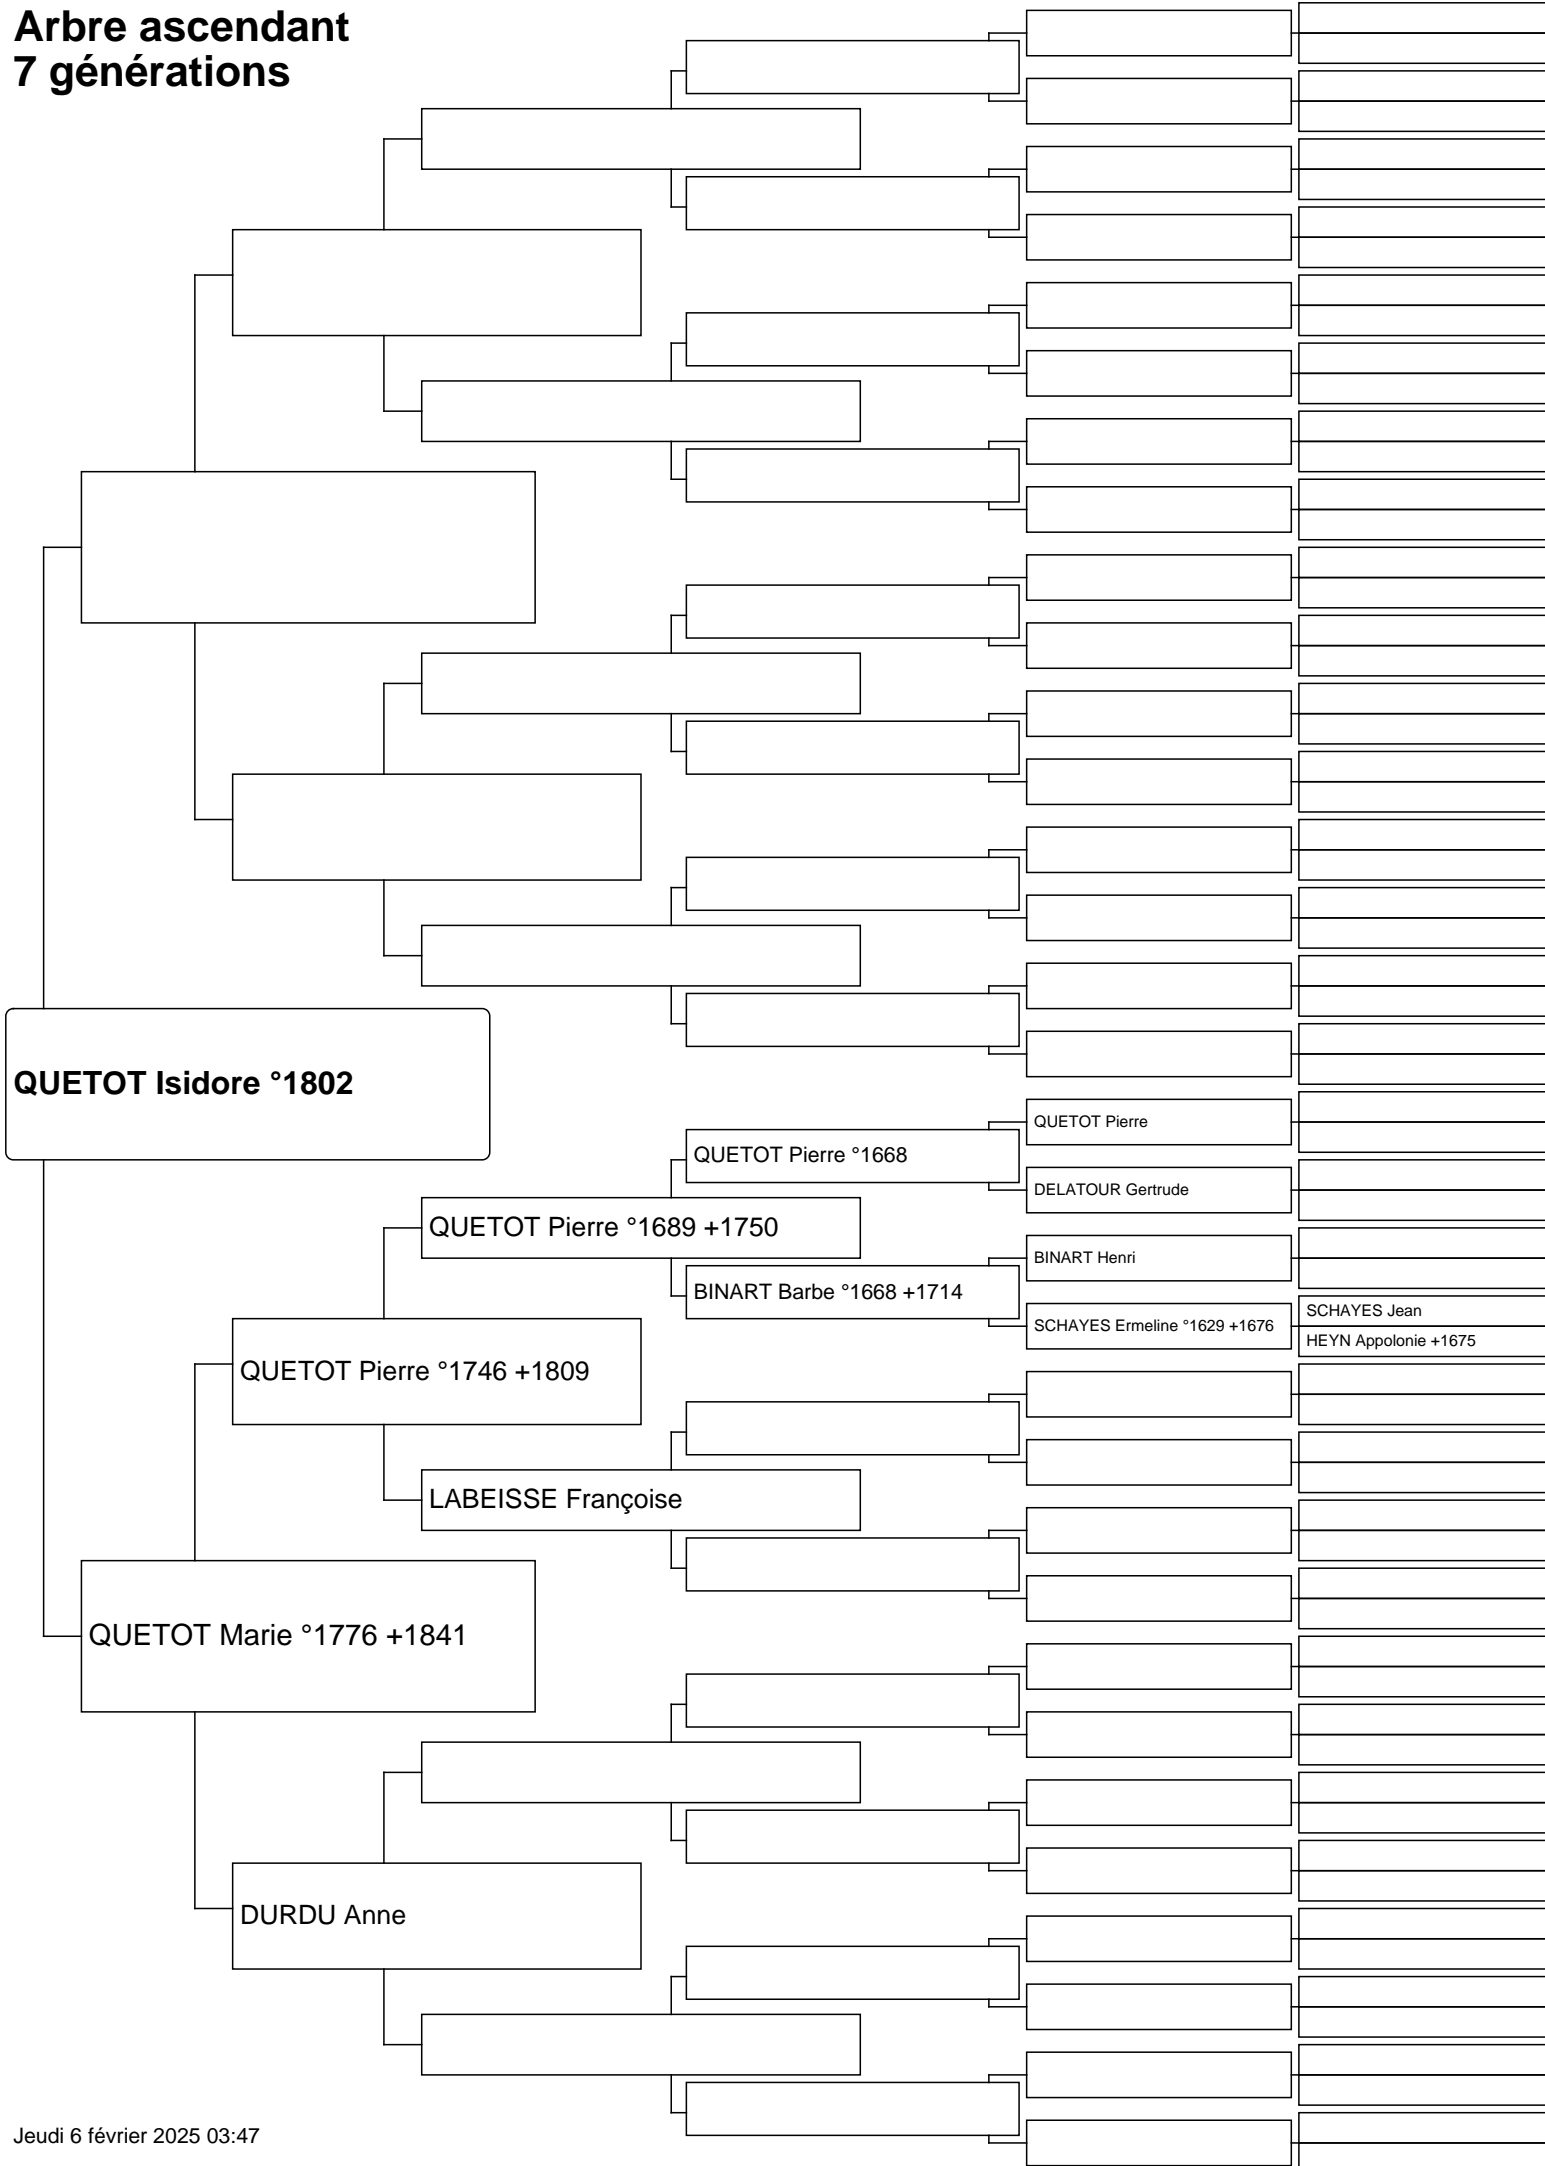 Arbre ascendant
7 générations
QUETOT Isidore °1802
QUETOT Pierre
QUETOT Pierre °1668
DELATOUR Gertrude
QUETOT Pierre °1689 +1750
BINART Henri
BINART Barbe °1668 +1714
SCHAYES Jean
SCHAYES Ermeline °1629 +1676
HEYN Appolonie +1675
QUETOT Pierre °1746 +1809
LABEISSE Françoise
QUETOT Marie °1776 +1841
DURDU Anne
Jeudi 6 février 2025 03:47